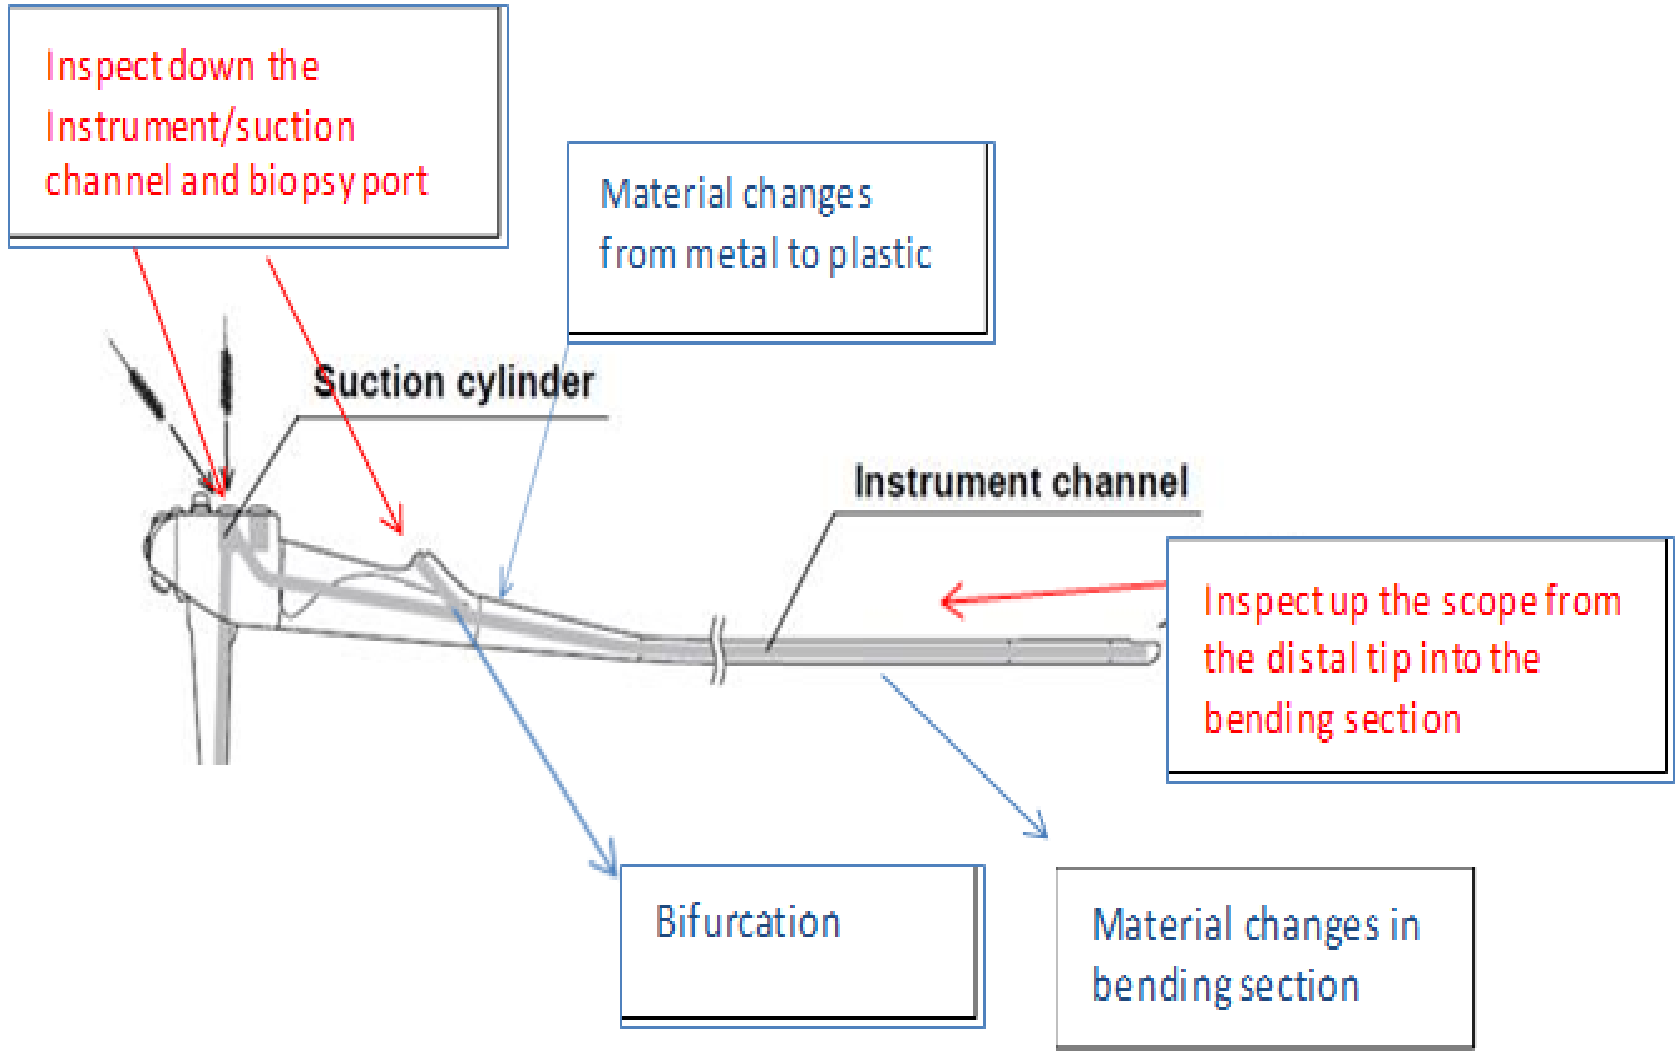 Inspect down the
Instrument/suction
channel and biopsy port
Material changes
from metal to plastic
Suction cylinder
Instrument channel
Inspect up the scope from
the distal tip into the
bending section
Bifurcation
Material changes in
bending section